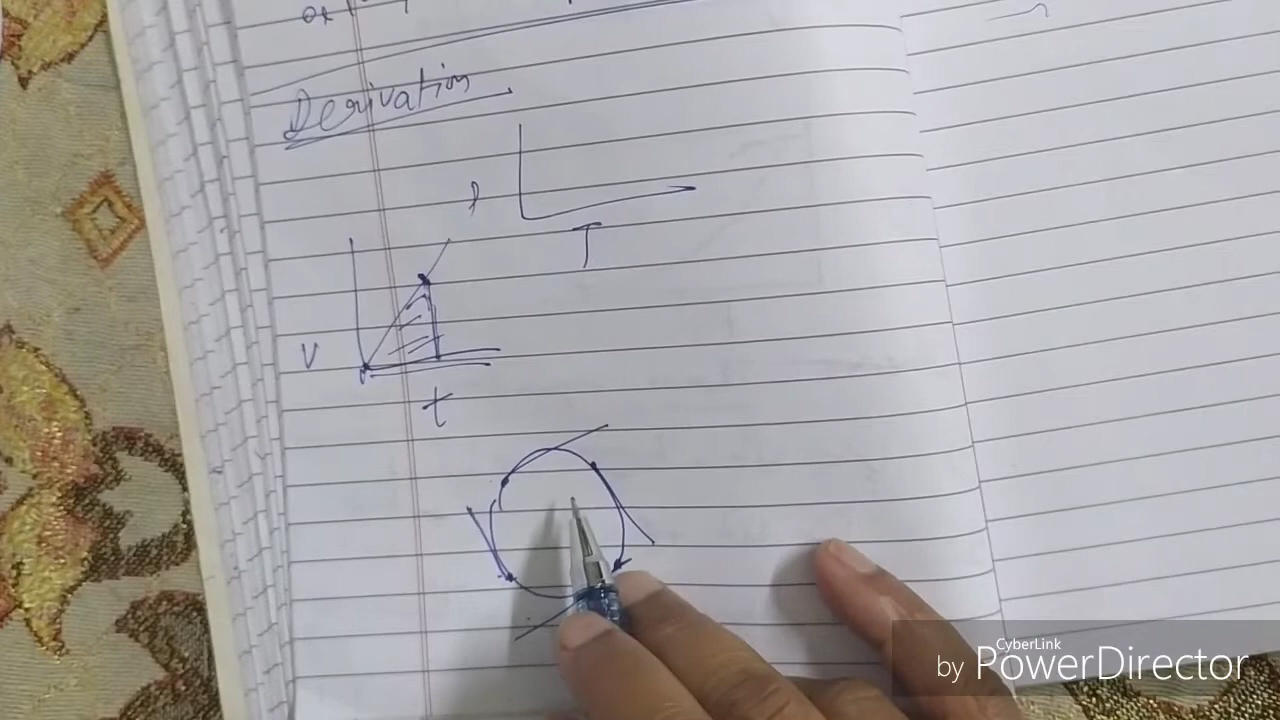 Derivation
T
V
t
CyberLink
by PowerDirector